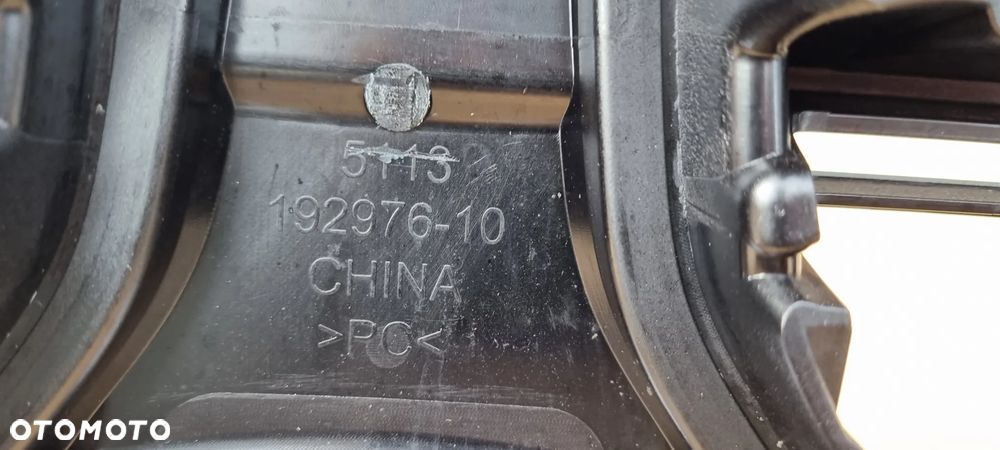 5113
192976-10
CHINA
>PC<
OTOMOTO